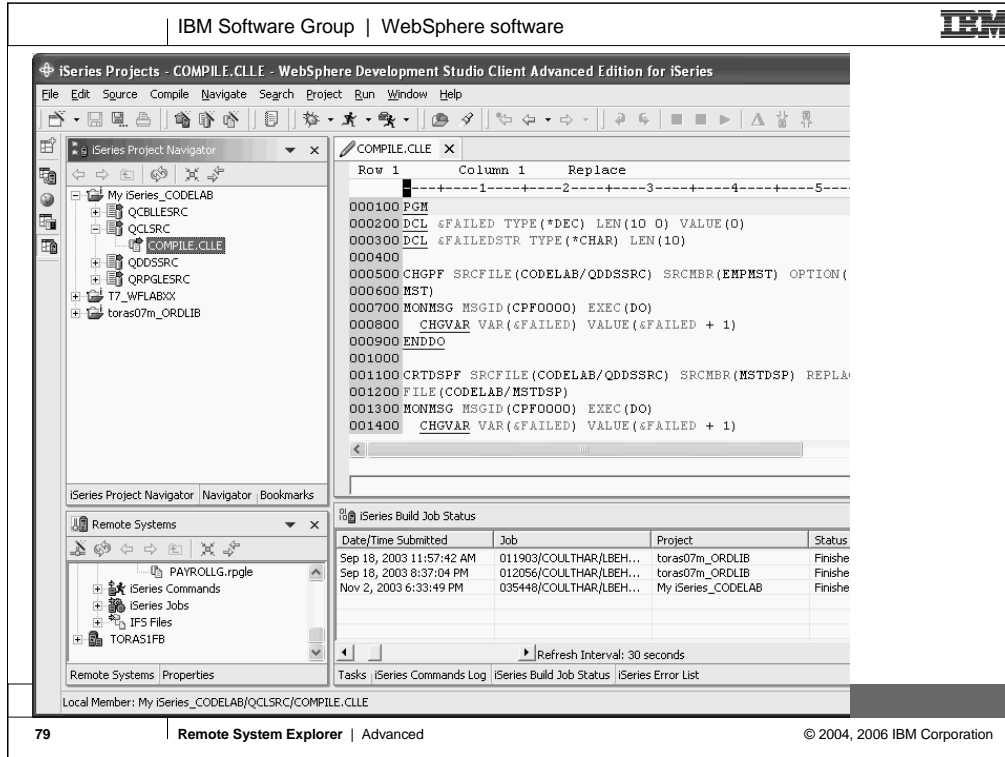 IBM Software Group | WebSphere software
IBM
iSeries Projects - COMPILE.CLLE - WebSphere Development Studio Client Advanced Edition for iSeries
File Edit Source Compile Navigate Search Project Run Window Help
iSeries Project Navigator
My iSeries_CODELAB
QCBLLESRC
QCLSRC
COMPILE.CLLE
QDDSSRC
QRPGLESRC
T7_WFLABXX
toras07m_ORDLIB
iSeries Project Navigator Navigator Bookmarks
COMPILE.CLLE
Row 1 Column 1 Replace
----+----1----+----2----+----3----+----4----+----5---
000100 PGM
000200 DCL &FAILED TYPE(*DEC) LEN(10 0) VALUE(0)
000300 DCL &FAILEDSTR TYPE(*CHAR) LEN(10)
000400
000500 CHGPF SRCFILE(CODELAB/QDDSSRC) SRCMBR(EMPMST) OPTION(
000600 MST)
000700 MONMSG MSGID(CPF0000) EXEC(DO)
000800 CHGVAR VAR(&FAILED) VALUE(&FAILED + 1)
000900 ENDDO
001000
001100 CRTDSPF SRCFILE(CODELAB/QDDSSRC) SRCMBR(MSTDSP) REPLA
001200 FILE(CODELAB/MSTDSP)
001300 MONMSG MSGID(CPF0000) EXEC(DO)
001400 CHGVAR VAR(&FAILED) VALUE(&FAILED + 1)
Remote Systems
PAYROLLG.rpgle
iSeries Commands
iSeries Jobs
IFS Files
TORAS1FB
Remote Systems Properties
iSeries Build Job Status
Date/Time Submitted Job Project Status
Sep 18, 2003 11:57:42 AM 011903/COULTHAR/LBEH... toras07m_ORDLIB Finishe
Sep 18, 2003 8:37:04 PM 012056/COULTHAR/LBEH... toras07m_ORDLIB Finishe
Nov 2, 2003 6:33:49 PM 035448/COULTHAR/LBEH... My iSeries_CODELAB Finishe
Refresh Interval: 30 seconds
Tasks iSeries Commands Log iSeries Build Job Status iSeries Error List
Local Member: My iSeries_CODELAB/QCLSRC/COMPILE.CLLE
79 Remote System Explorer | Advanced © 2004, 2006 IBM Corporation